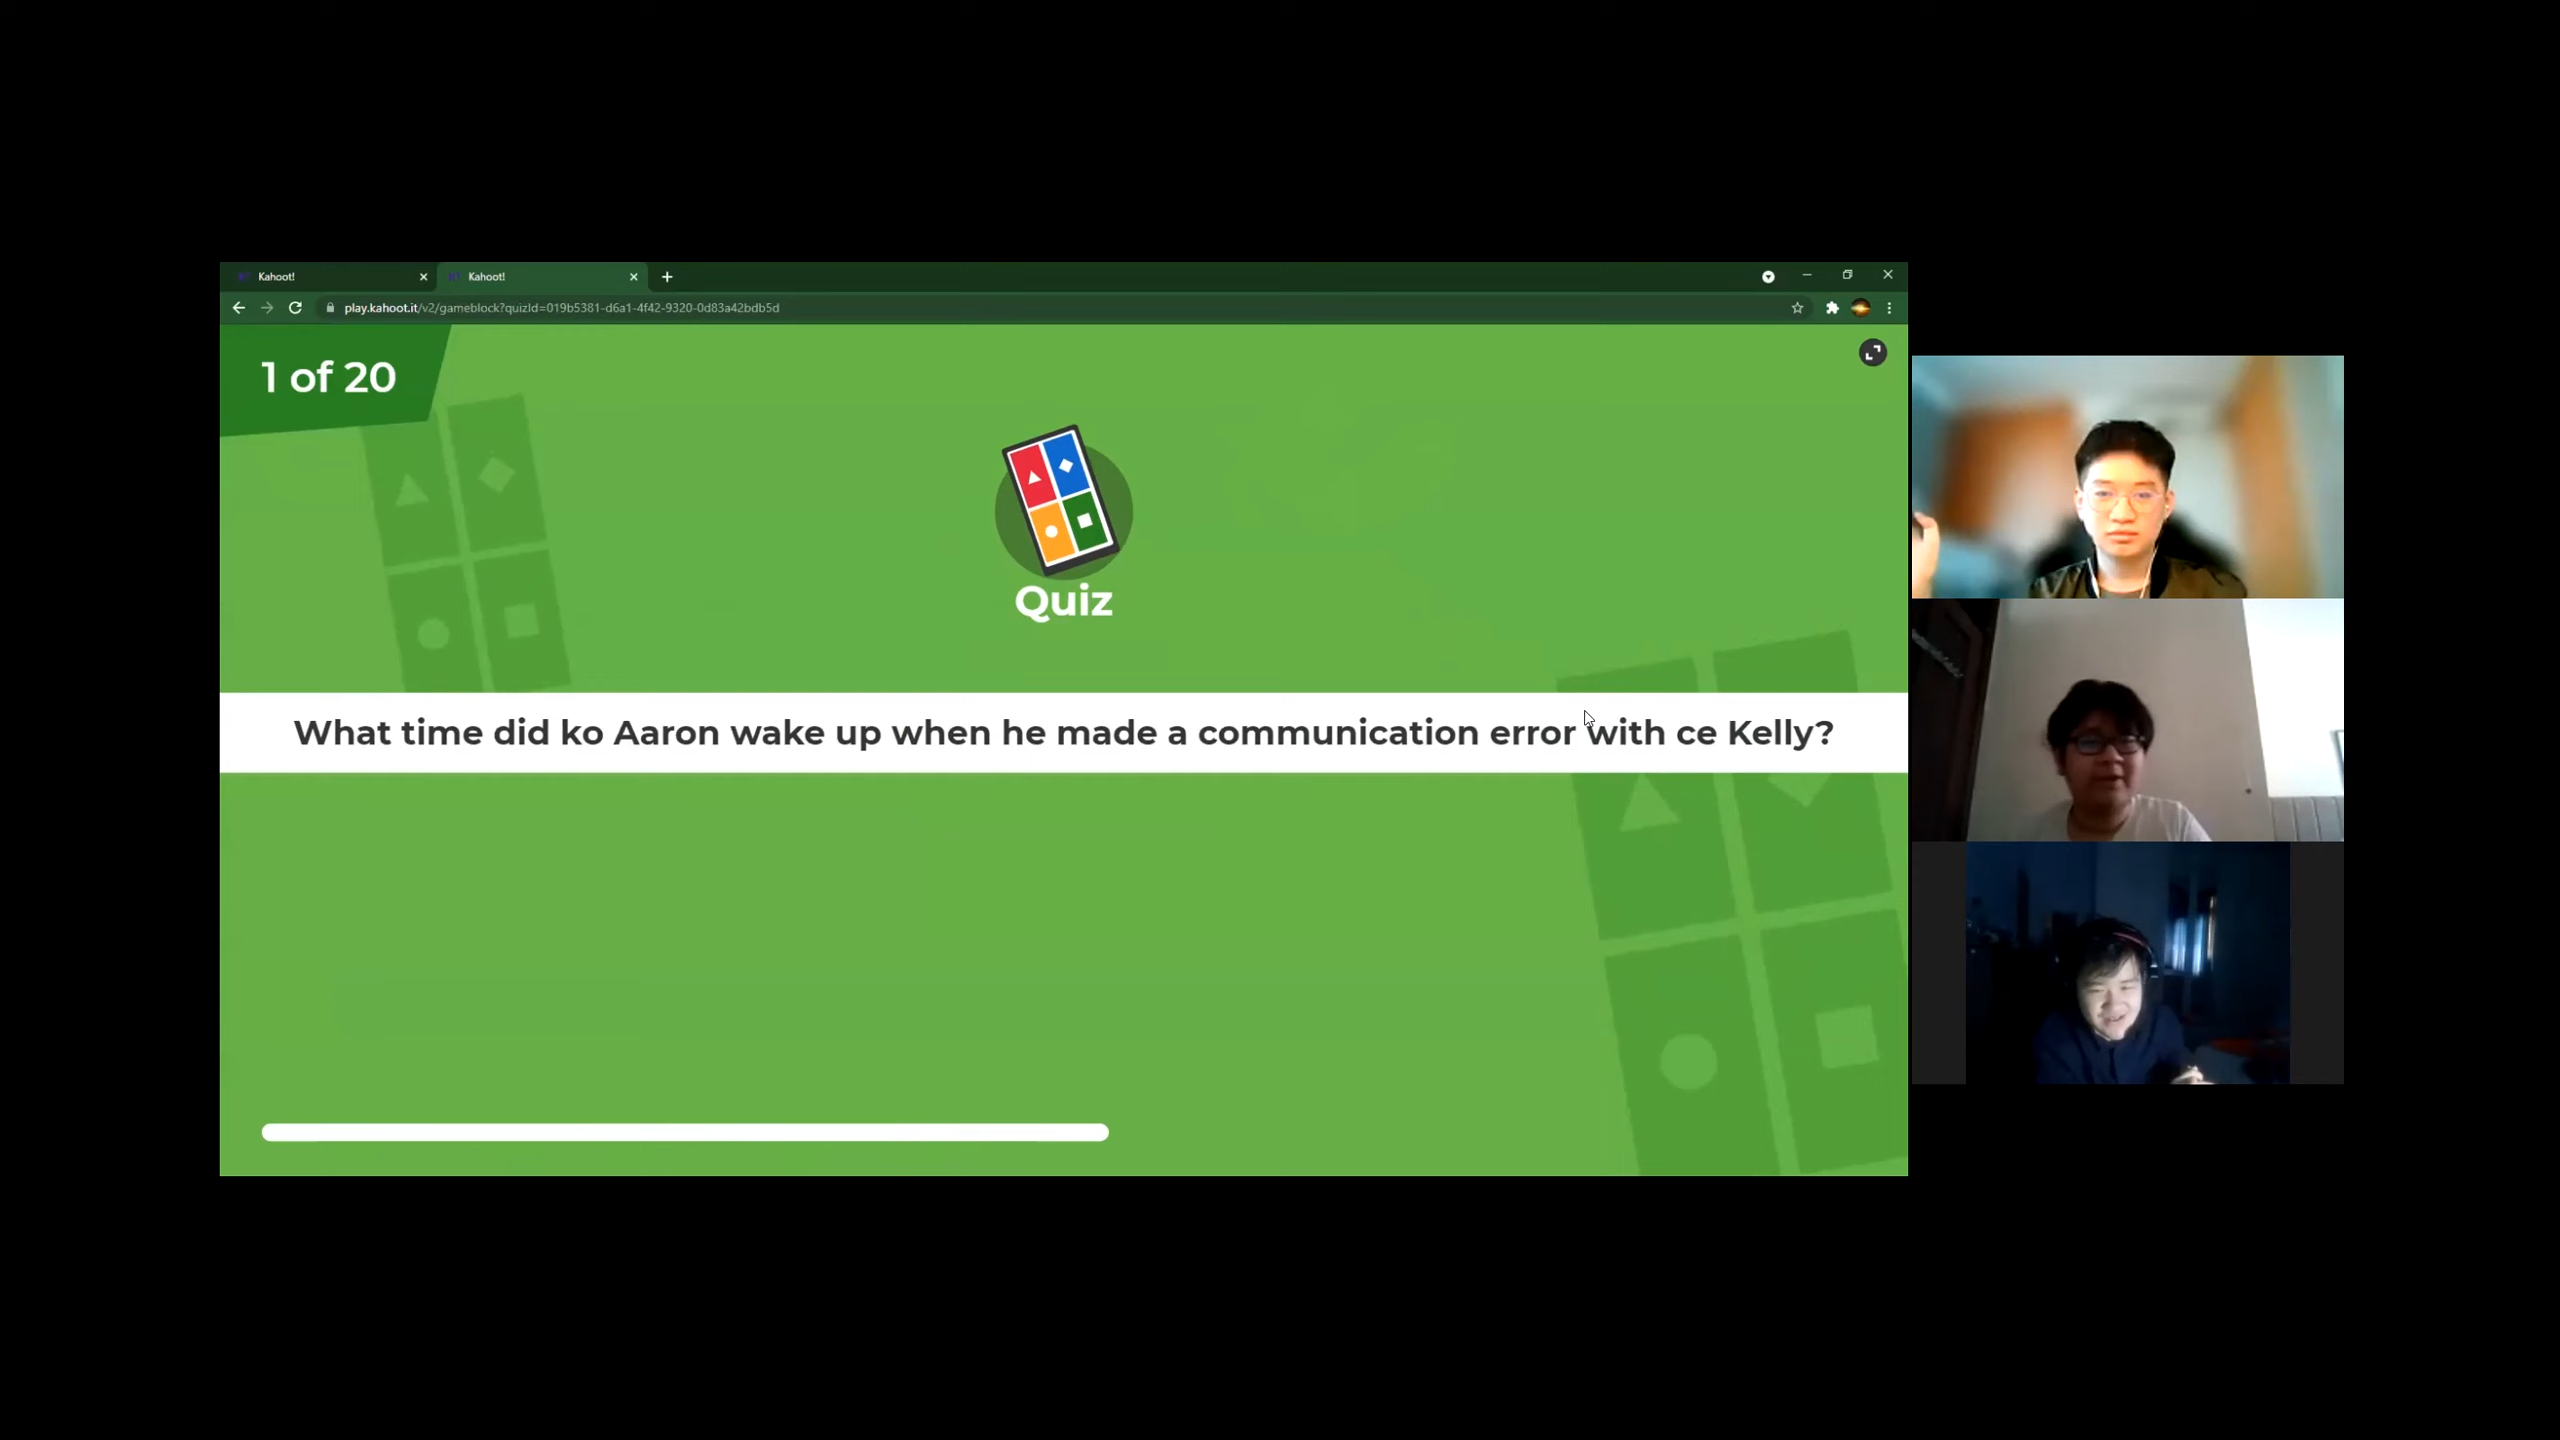 Kahoot!
Kahoot!
play.kahoot.it/v2/gameblock?quizId=019b5381-d6a1-4f42-9320-0d83a42bdb5d
1 of 20
Quiz
What time did ko Aaron wake up when he made a communication error with ce Kelly?